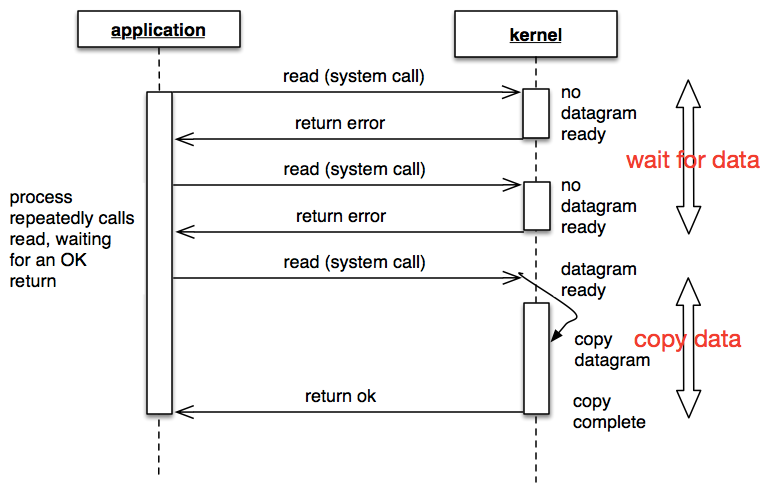 application
kernel
read (system call)
no
datagram
ready
return error
wait for data
read (system call)
no
datagram
ready
process
repeatedly calls
read, waiting
for an OK
return
return error
read (system call)
datagram
ready
copy
datagram
copy data
return ok
copy
complete